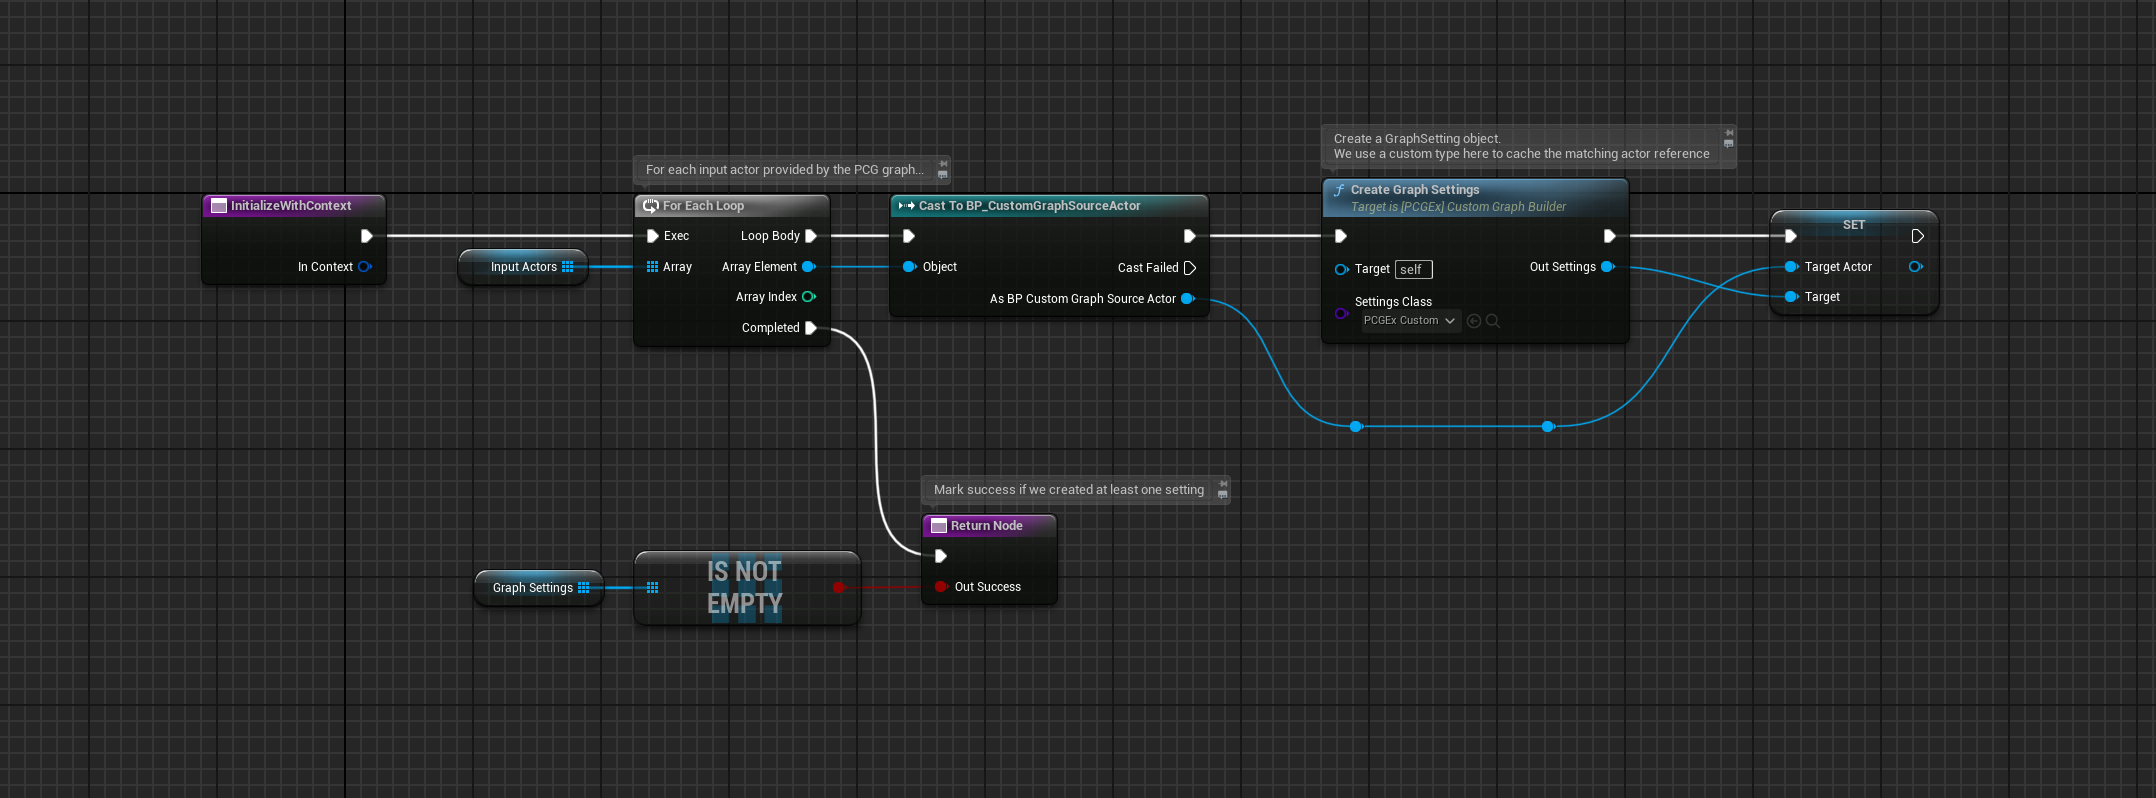 Create a GraphSetting object.
We use a custom type here to cache the matching actor reference
For each input actor provided by the PCG graph...
InitializeWithContext
In Context
Input Actors
For Each Loop
Exec
Loop Body
Array
Array Element
Array Index
Completed
Cast To BP_CustomGraphSourceActor
Object
Cast Failed
As BP Custom Graph Source Actor
Create Graph Settings
Target is [PCGEx] Custom Graph Builder
Target
self
Out Settings
Settings Class
PCGEx Custom
SET
Target Actor
Target
Mark success if we created at least one setting
Return Node
Out Success
Graph Settings
IS NOT
EMPTY